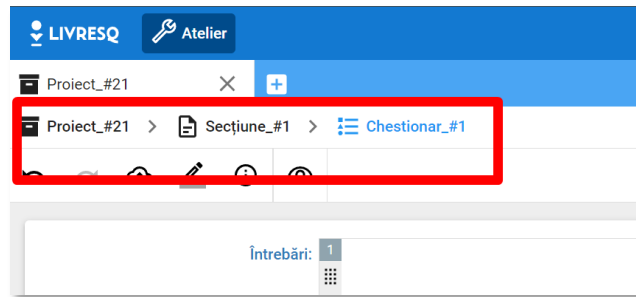 LIVRESQ Atelier
Proiect_#21
Proiect_#21 > Secțiune_#1 > Chestionar_#1
Întrebări: 1